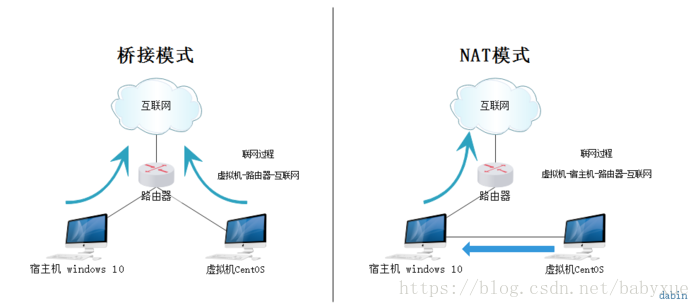 桥接模式
互联网
联网过程
虚拟机-路由器-互联网
路由器
宿主机 windows 10
虚拟机CentOS
NAT模式
互联网
联网过程
虚拟机-宿主机-路由器-互联网
路由器
宿主机 windows 10
虚拟机CentOS
https://blog.csdn.net/babyxue
dabin